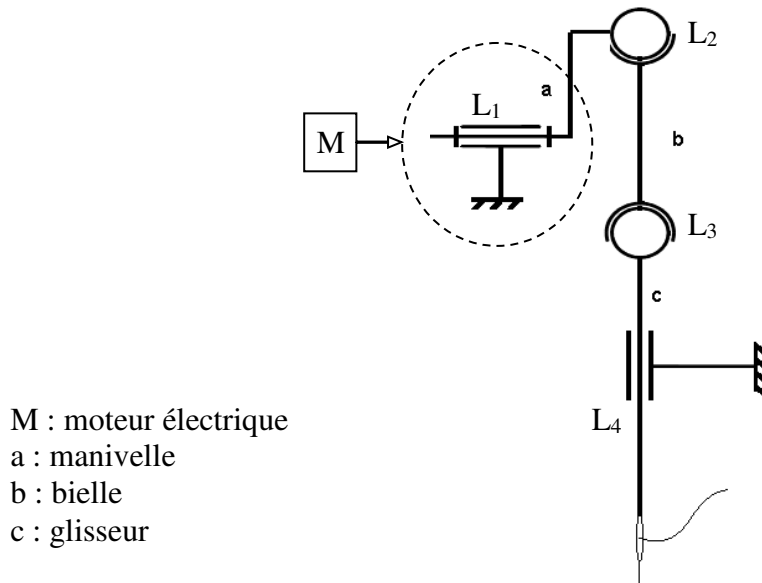 L2
L1
a
M
b
L3
c
L4
M : moteur électrique
a : manivelle
b : bielle
c : glisseur